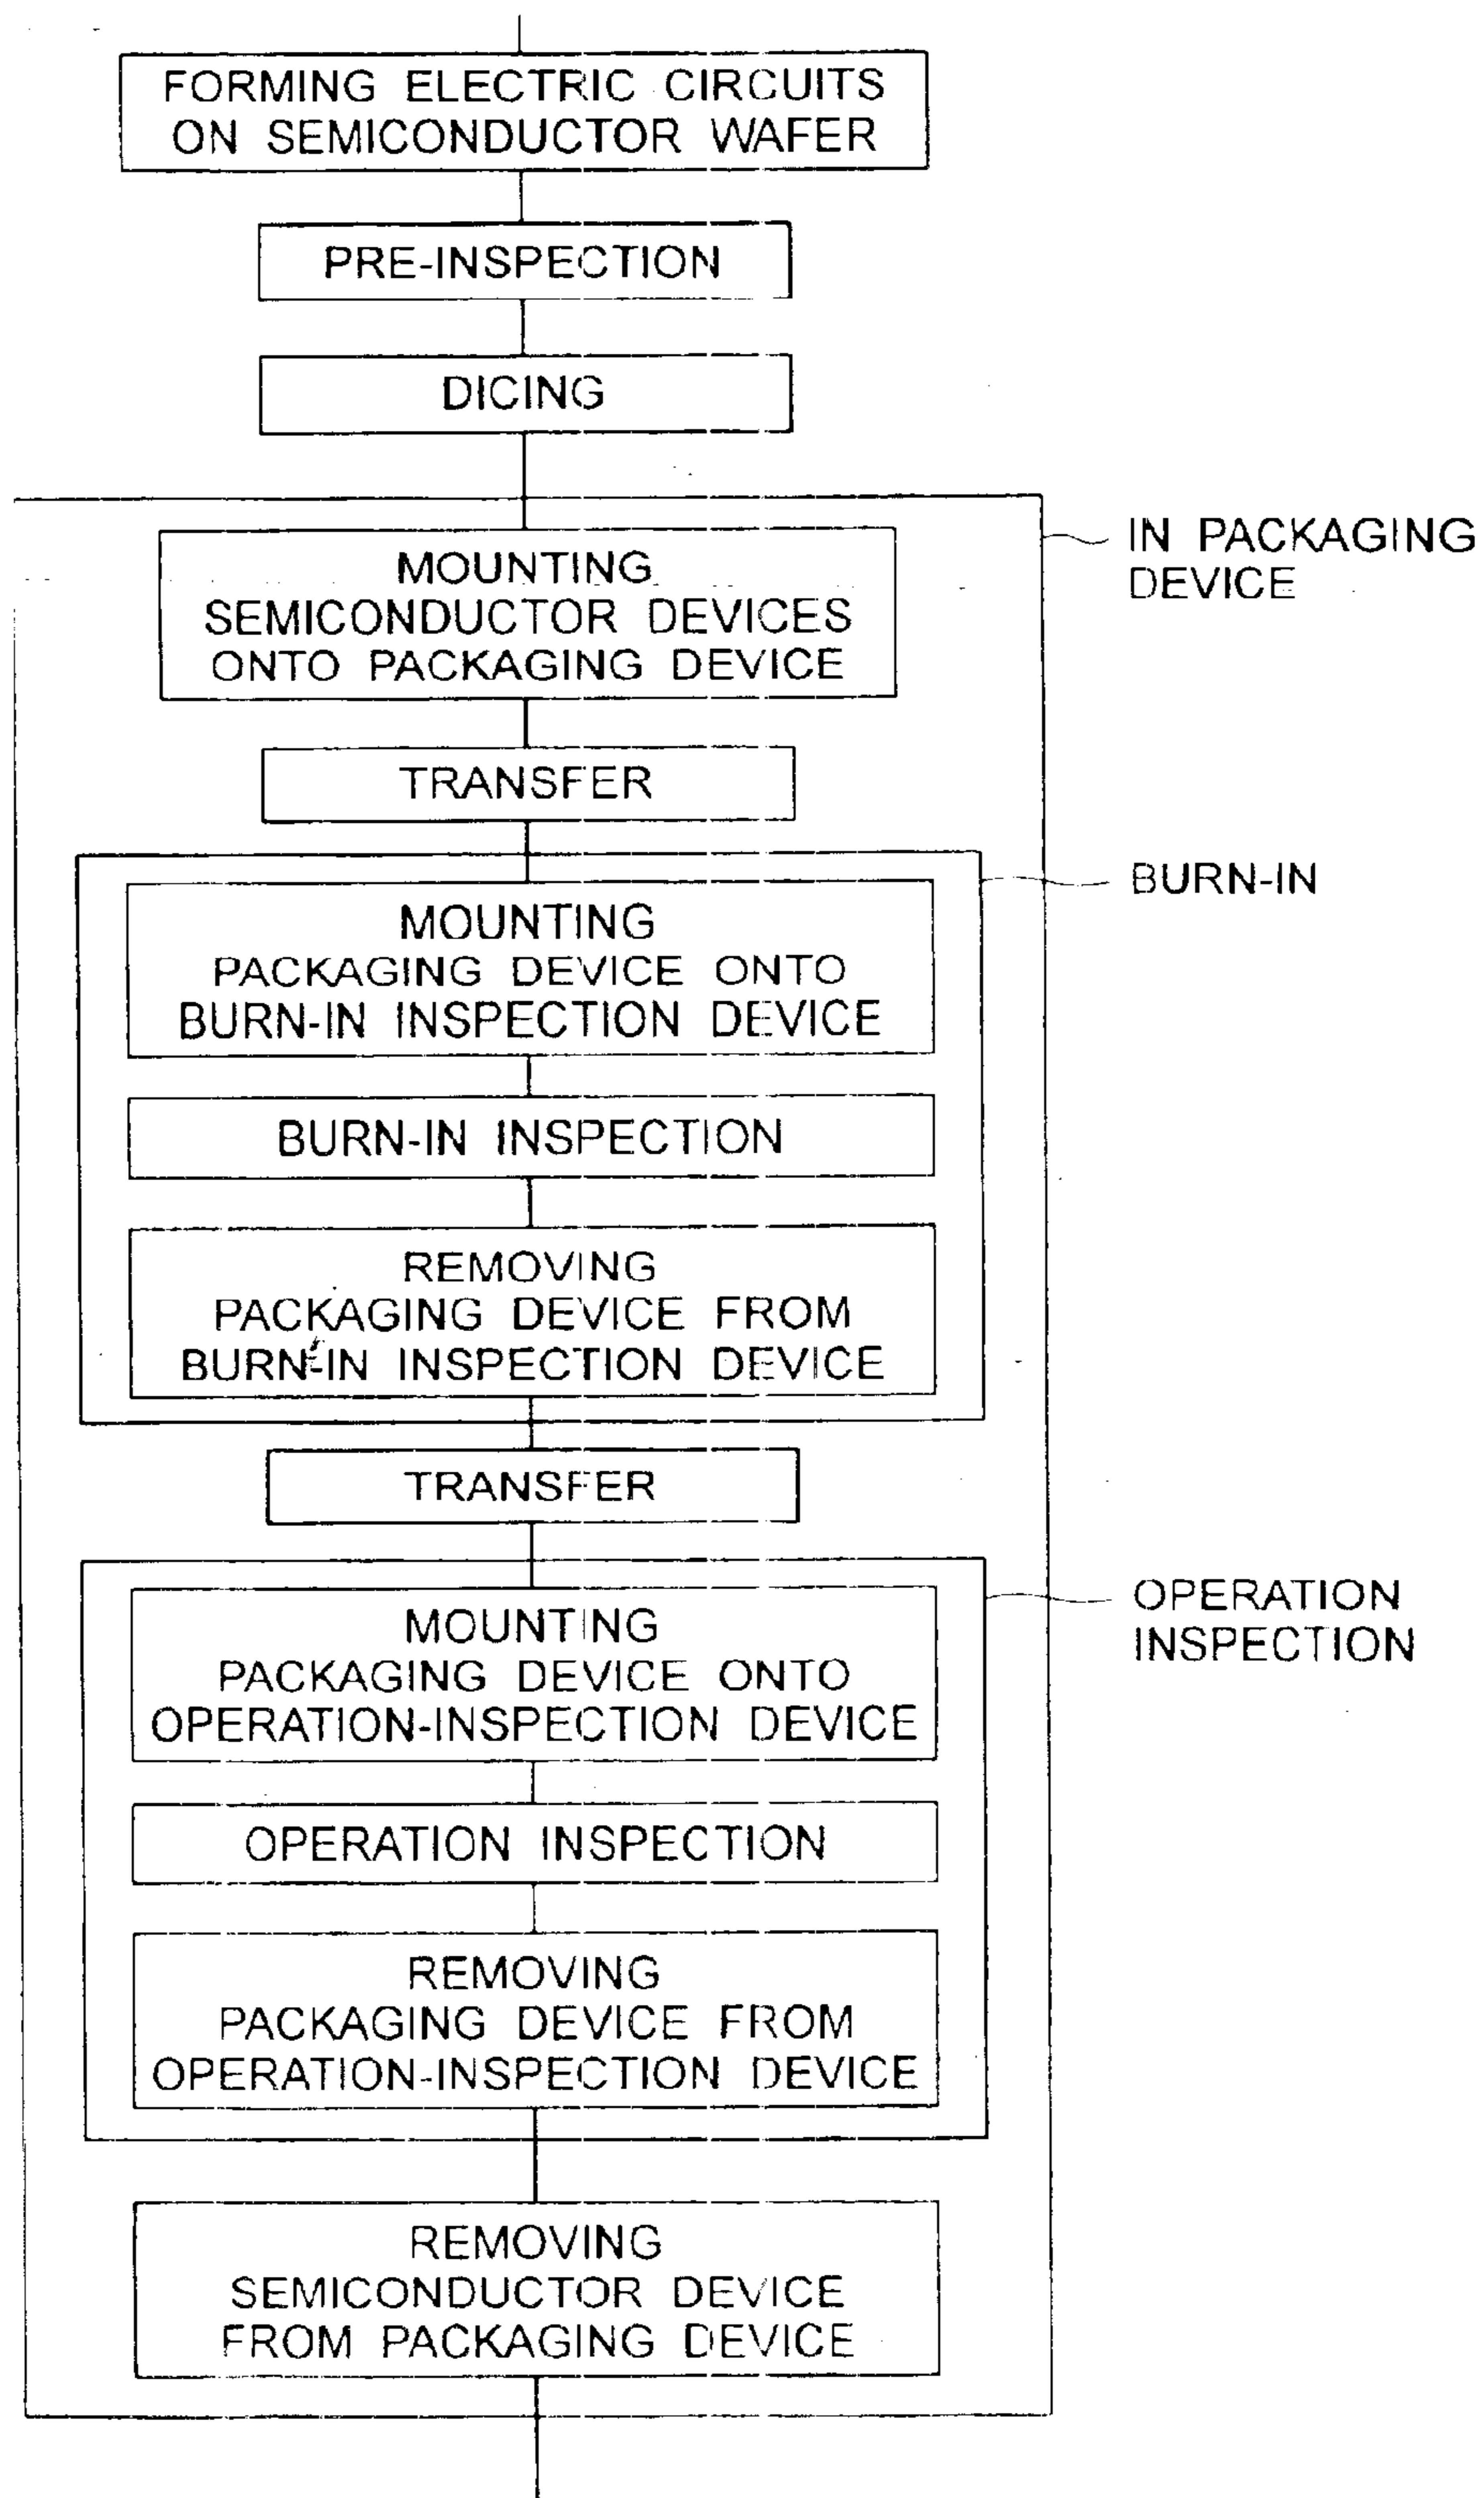 FORMING ELECTRIC CIRCUITS
ON SEMICONDUCTOR WAFER
PRE-INSPECTION
DICING
IN PACKAGING
DEVICE
MOUNTING
SEMICONDUCTOR DEVICES
ONTO PACKAGING DEVICE
TRANSFER
BURN-IN
MOUNTING
PACKAGING DEVICE ONTO
BURN-IN INSPECTION DEVICE
BURN-IN INSPECTION
REMOVING
PACKAGING DEVICE FROM
BURN-IN INSPECTION DEVICE
TRANSFER
OPERATION
INSPECTION
MOUNTING
PACKAGING DEVICE ONTO
OPERATION-INSPECTION DEVICE
OPERATION INSPECTION
REMOVING
PACKAGING DEVICE FROM
OPERATION-INSPECTION DEVICE
REMOVING
SEMICONDUCTOR DEVICE
FROM PACKAGING DEVICE